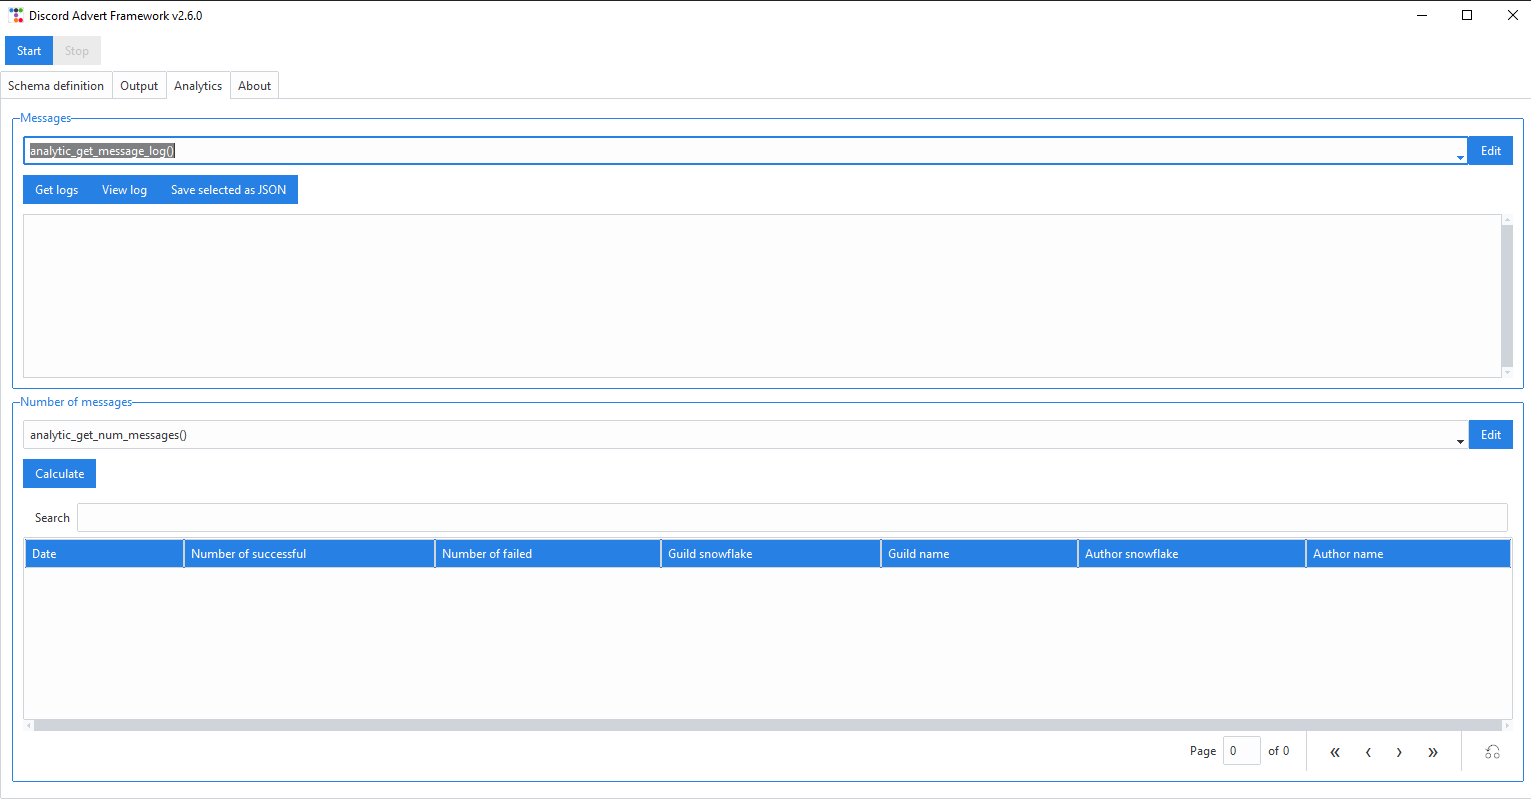 Discord Advert Framework v2.6.0
Start Stop
Schema definition Output Analytics About
Messages
analytic_get_message_log() Edit
Get logs View log Save selected as JSON
Number of messages
analytic_get_num_messages() Edit
Calculate
Search
Date Number of successful Number of failed Guild snowflake Guild name Author snowflake Author name
Page 0 of 0 « ‹ › »